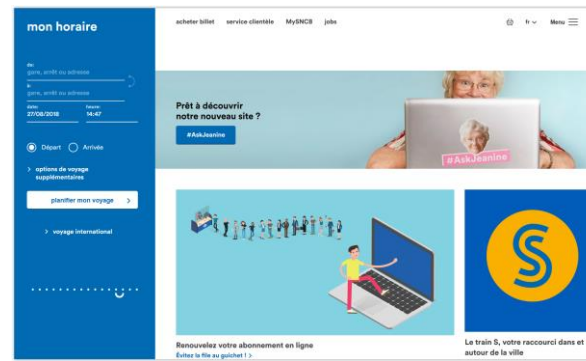 mon horaire
de:
gare, arrêt ou adresse
à:
gare, arrêt ou adresse
date: heure:
27/06/2018 14:47
Départ Arrivée
> options de voyage
supplémentaires
planifier mon voyage >
> voyage international
acheter billet service clientèle MySNCB jobs
fr Menu
Prêt à découvrir
notre nouveau site ?
#AskJeanine
#AskJeanine
Renouvelez votre abonnement en ligne
Évitez la file au guichet ! >
S
Le train S, votre raccourci dans et
autour de la ville